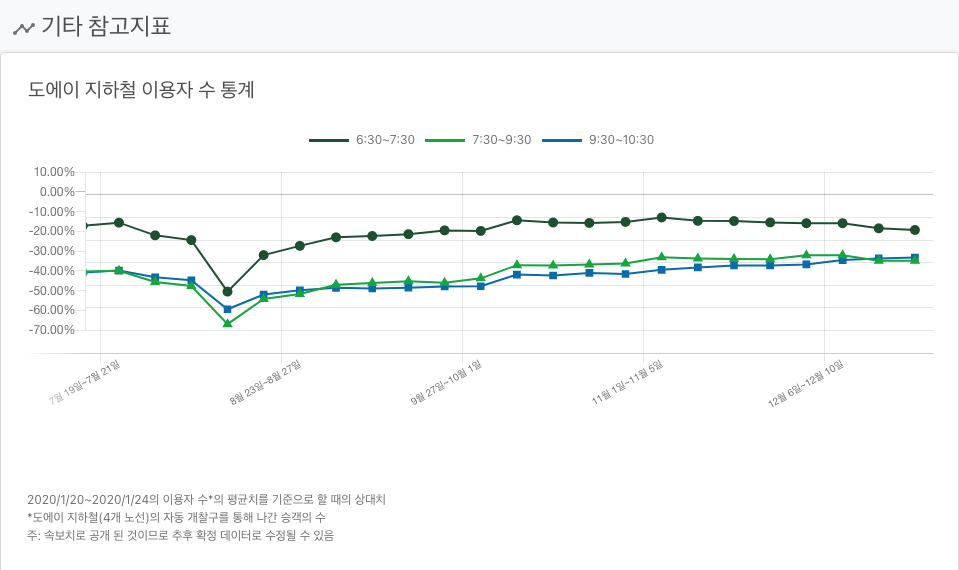 기타 참고지표
도에이 지하철 이용자 수 통계
6:30~7:30 7:30~9:30 9:30~10:30
10.00%
0.00%
-10.00%
-20.00%
-30.00%
-40.00%
-50.00%
-60.00%
-70.00%
7월 19일~7월 21일
8월 23일~8월 27일
9월 27일~10월 1일
11월 1일~11월 5일
12월 6일~12월 10일
2020/1/20~2020/1/24의 이용자 수*의 평균치를 기준으로 할 때의 상대치
*도에이 지하철(4개 노선)의 자동 개찰구를 통해 나간 승객의 수
주: 속보치로 공개 된 것이므로 추후 확정 데이터로 수정될 수 있음